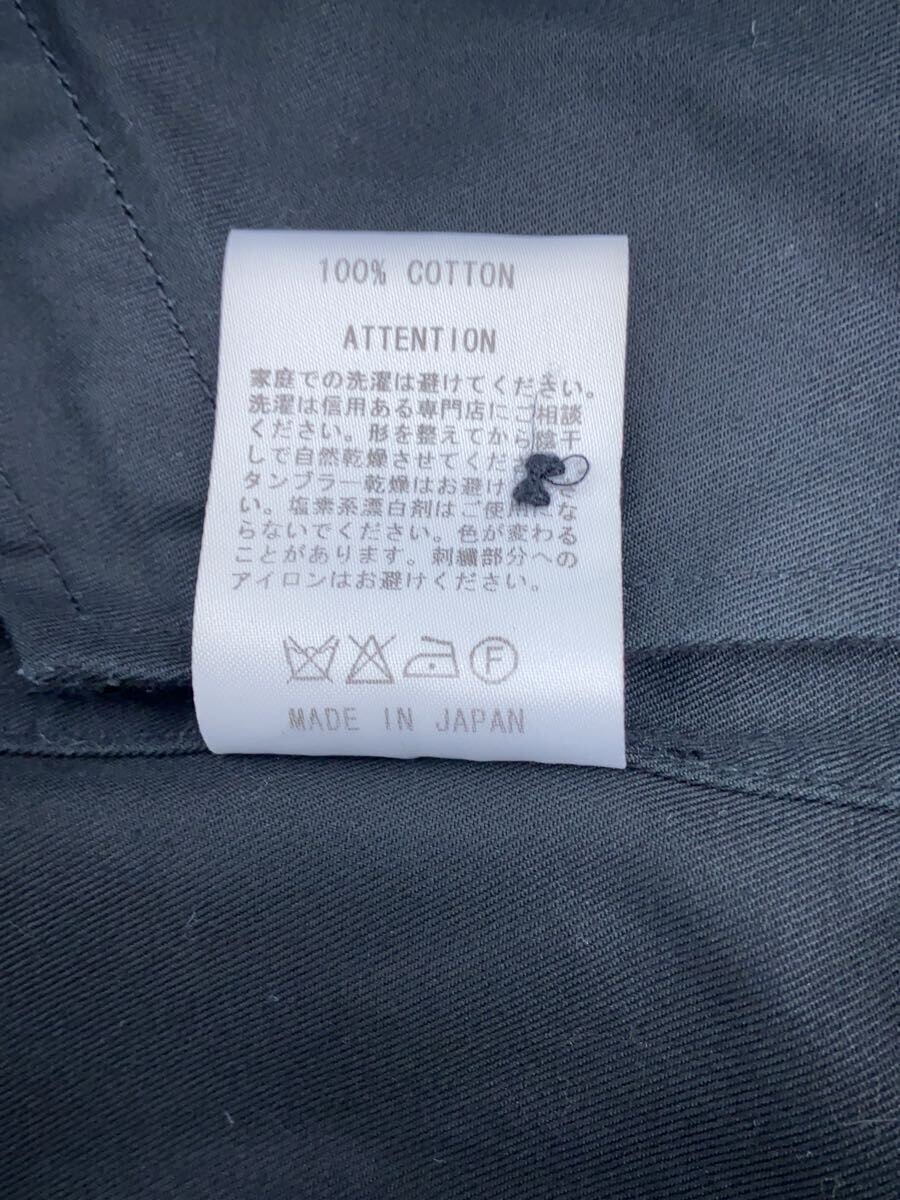 100% COTTON
ATTENTION
家庭での洗濯は避けてください。
洗濯は信用ある専門店にご相談
ください。形を整えてから陰干
しで自然乾燥させてくださ
タンブラー乾燥はお避け
い。塩素系漂白剤はご使用にな
らないでください。色が変わる
ことがあります。刺繍部分への
アイロンはお避けください。
F
MADE IN JAPAN